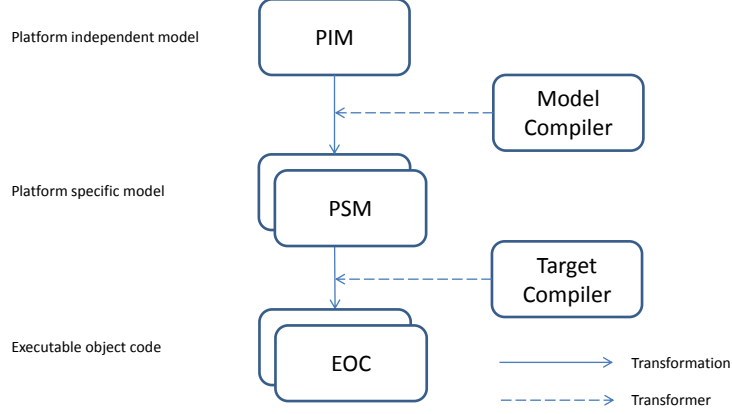 Platform independent model
PIM
Model
Compiler
Platform specific model
PSM
Target
Compiler
Executable object code
EOC
Transformation
Transformer